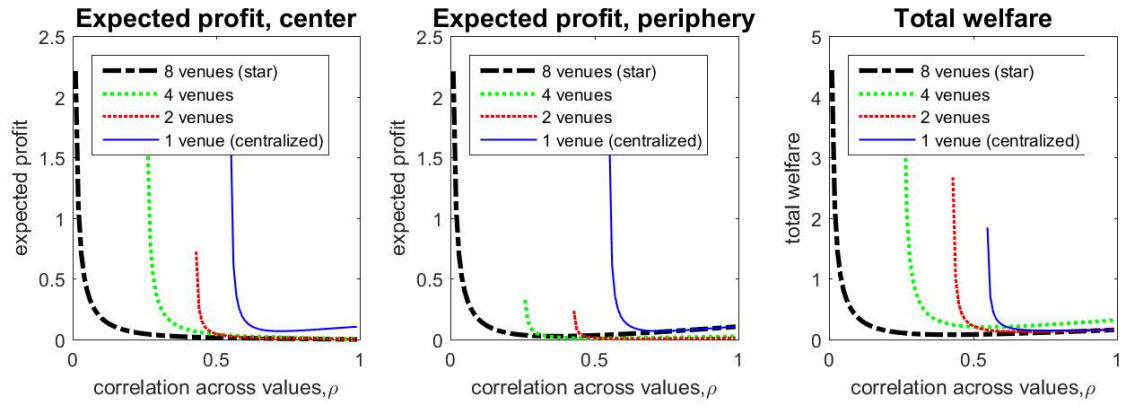 Expected profit, center
2.5
2
1.5
1
0.5
0
expected profit
8 venues (star)
4 venues
2 venues
1 venue (centralized)
0
0.5
1
correlation across values,ρ
Expected profit, periphery
2.5
2
1.5
1
0.5
0
expected profit
8 venues (star)
4 venues
2 venues
1 venue (centralized)
0
0.5
1
correlation across values,ρ
Total welfare
5
4
3
2
1
0
total welfare
8 venues (star)
4 venues
2 venues
1 venue (centralized)
0
0.5
1
correlation across values,ρ